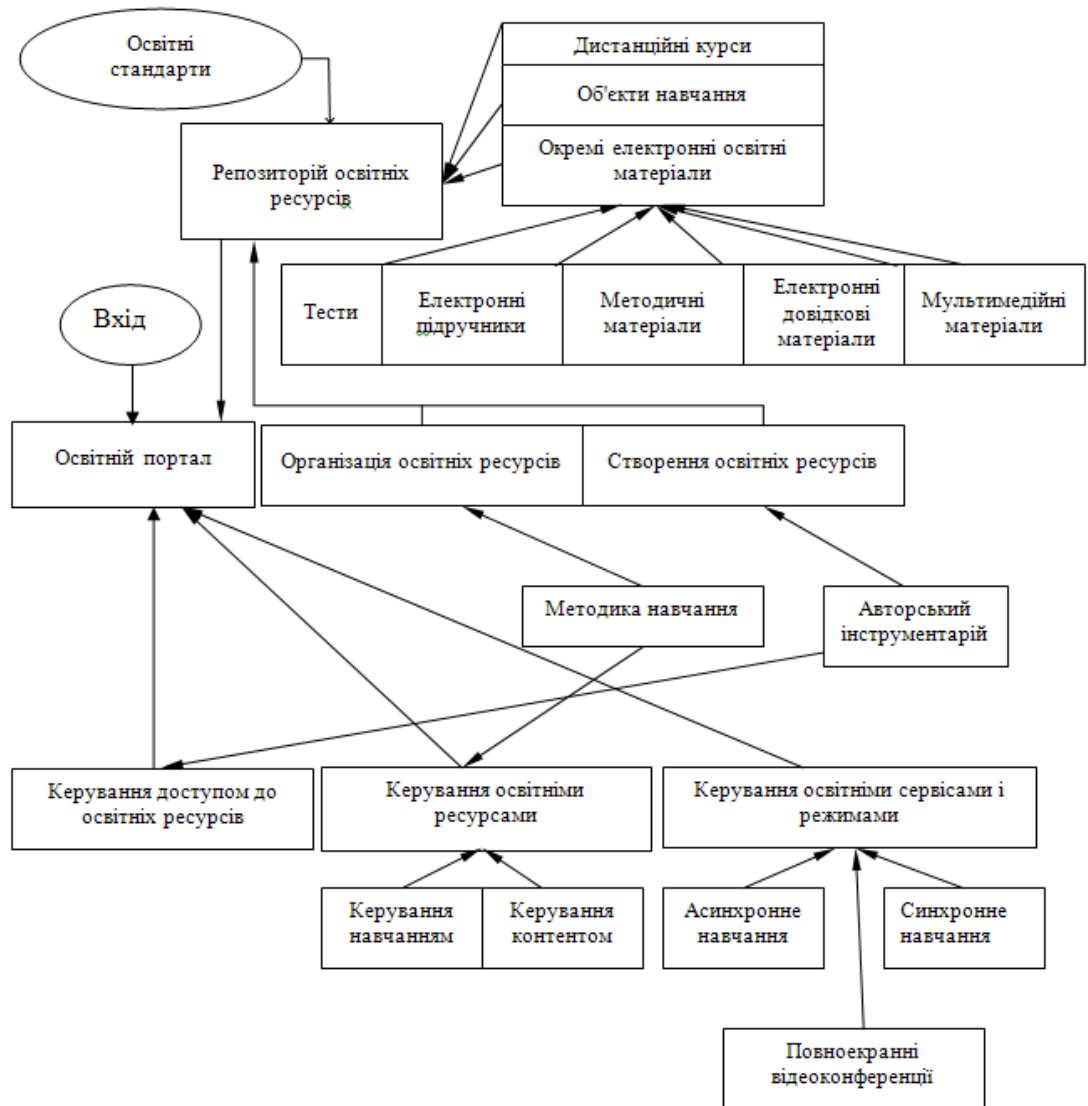 Освітні
стандарти
Дистанційні курси
Об'єкти навчання
Окремі електронні освітні
матеріали
Репозиторій освітніх
ресурсів
Вхід
Тести
Електронні
підручники
Методичні
матеріали
Електронні
довідкові
матеріали
Мультимедійні
матеріали
Освітній портал
Організація освітніх ресурсів
Створення освітніх ресурсів
Методика навчання
Авторський
інструментарій
Керування доступом до
освітніх ресурсів
Керування освітніми
ресурсами
Керування освітніми сервісами і
режимами
Керування
навчанням
Керування
контентом
Асинхронне
навчання
Синхронне
навчання
Повноекранні
відеоконференції